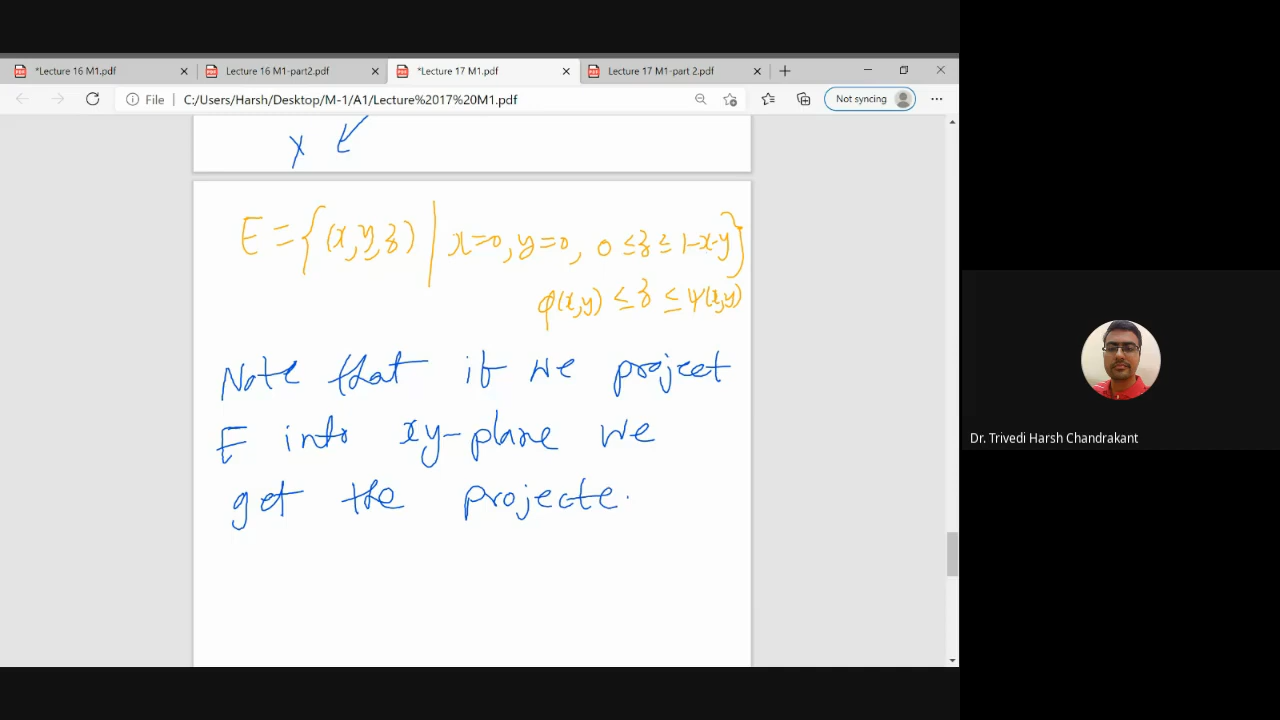 *Lecture 16 M1.pdf
Lecture 16 M1-part2.pdf
*Lecture 17 M1.pdf
Lecture 17 M1-part 2.pdf
File
C:/Users/Harsh/Desktop/M-1/A1/Lecture%2017%20M1.pdf
Not syncing
x
E = {(x,y,z) | x=0, y=0, 0 ≤ z ≤ 1-x-y}
φ(x,y) ≤ z ≤ ψ(x,y)
Note that if we project
E into xy-plane we
get the projecte.
Dr. Trivedi Harsh Chandrakant